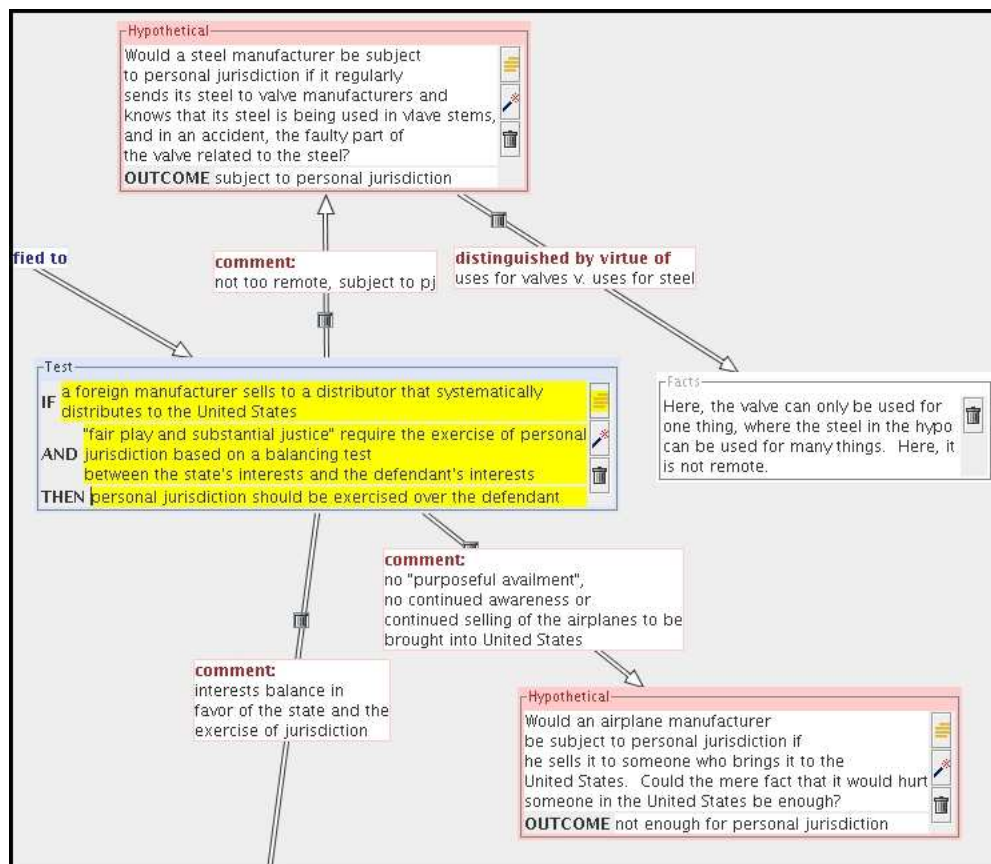 Hypothetical
Would a steel manufacturer be subject
to personal jurisdiction if it regularly
sends its steel to valve manufacturers and
knows that its steel is being used in vlave stems,
and in an accident, the faulty part of
the valve related to the steel?
OUTCOME subject to personal jurisdiction
fied to
comment:
not too remote, subject to pj
distinguished by virtue of
uses for valves v. uses for steel
Test
IF a foreign manufacturer sells to a distributor that systematically
distributes to the United States
AND "fair play and substantial justice" require the exercise of personal
jurisdiction based on a balancing test
between the state's interests and the defendant's interests
THEN personal jurisdiction should be exercised over the defendant
Facts
Here, the valve can only be used for
one thing, where the steel in the hypo
can be used for many things. Here, it
is not remote.
comment:
no "purposeful availment",
no continued awareness or
continued selling of the airplanes to be
brought into United States
comment:
interests balance in
favor of the state and the
exercise of jurisdiction
Hypothetical
Would an airplane manufacturer
be subject to personal jurisdiction if
he sells it to someone who brings it to the
United States. Could the mere fact that it would hurt
someone in the United States be enough?
OUTCOME not enough for personal jurisdiction